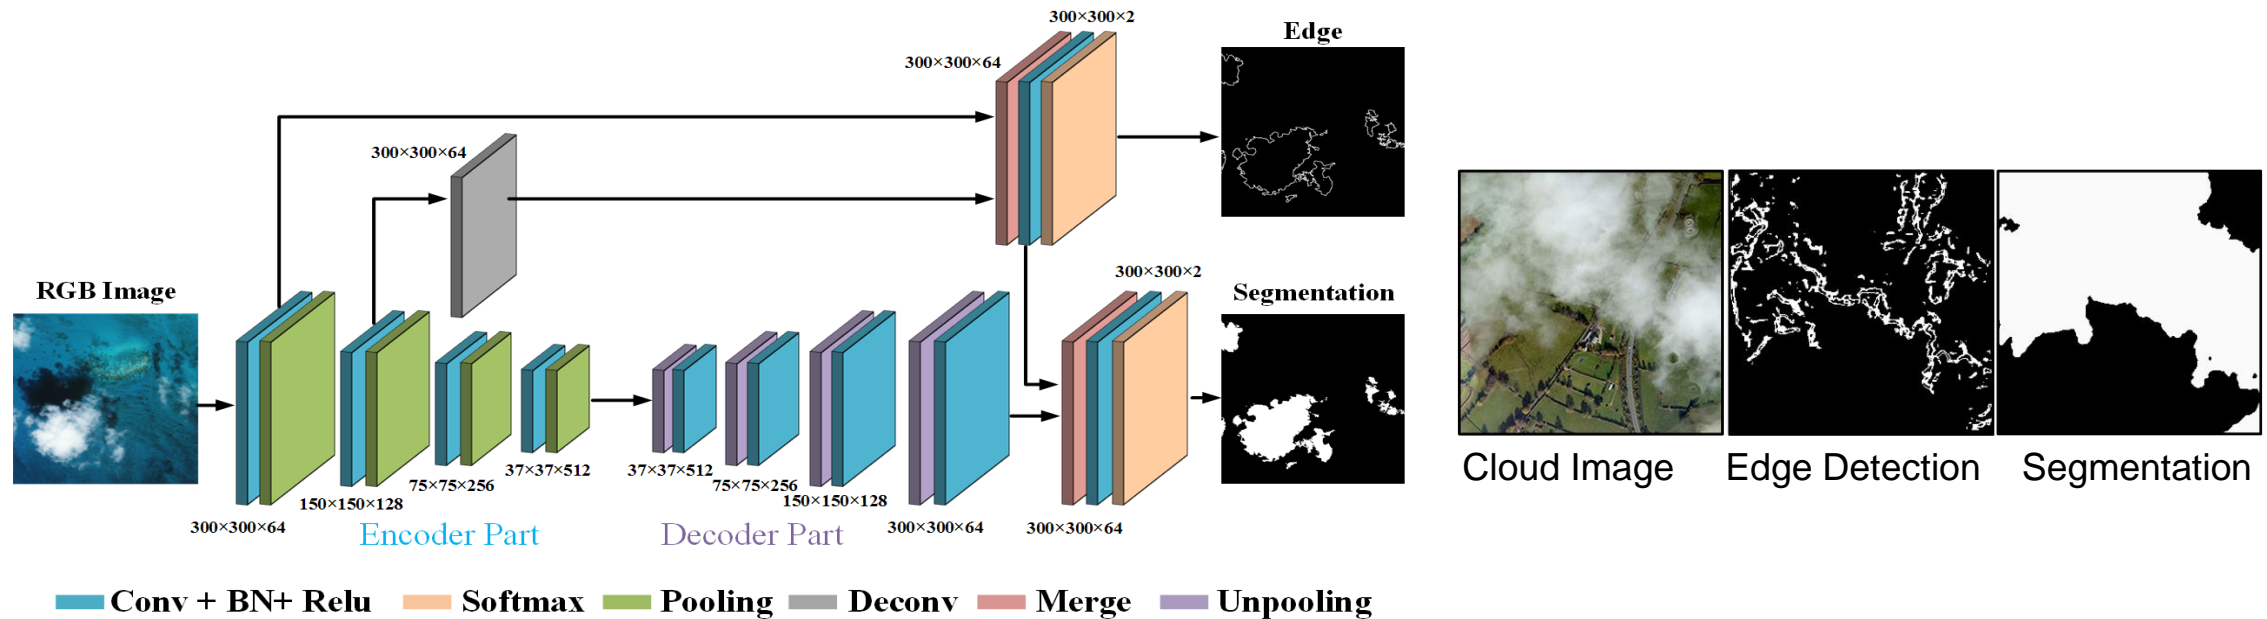 300×300×2
300×300×64
Edge
300×300×64
RGB Image
300×300×2
Segmentation
37×37×512
37×37×512
75×75×256
75×75×256
150×150×128
150×150×128
300×300×64
300×300×64
300×300×64
Encoder Part
Decoder Part
Cloud Image
Edge Detection
Segmentation
Conv + BN+ Relu
Softmax
Pooling
Deconv
Merge
Unpooling